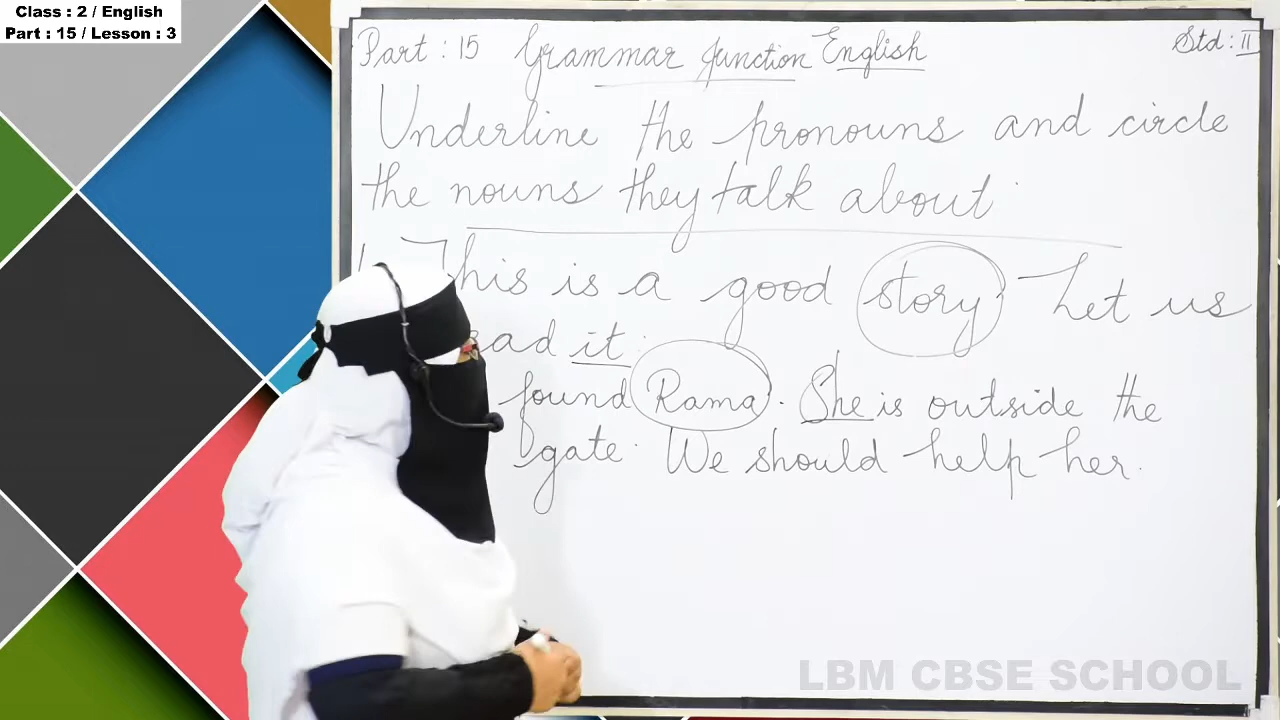 Class : 2 / English
Part : 15 / Lesson : 3
Part : 15 Grammar junction English Std : II
Underline the pronouns and circle
the nouns they talk about.
This is a good story. Let us
ead it.
found Rama. She is outside the
gate. We should help her.
LBM CBSE SCHOOL